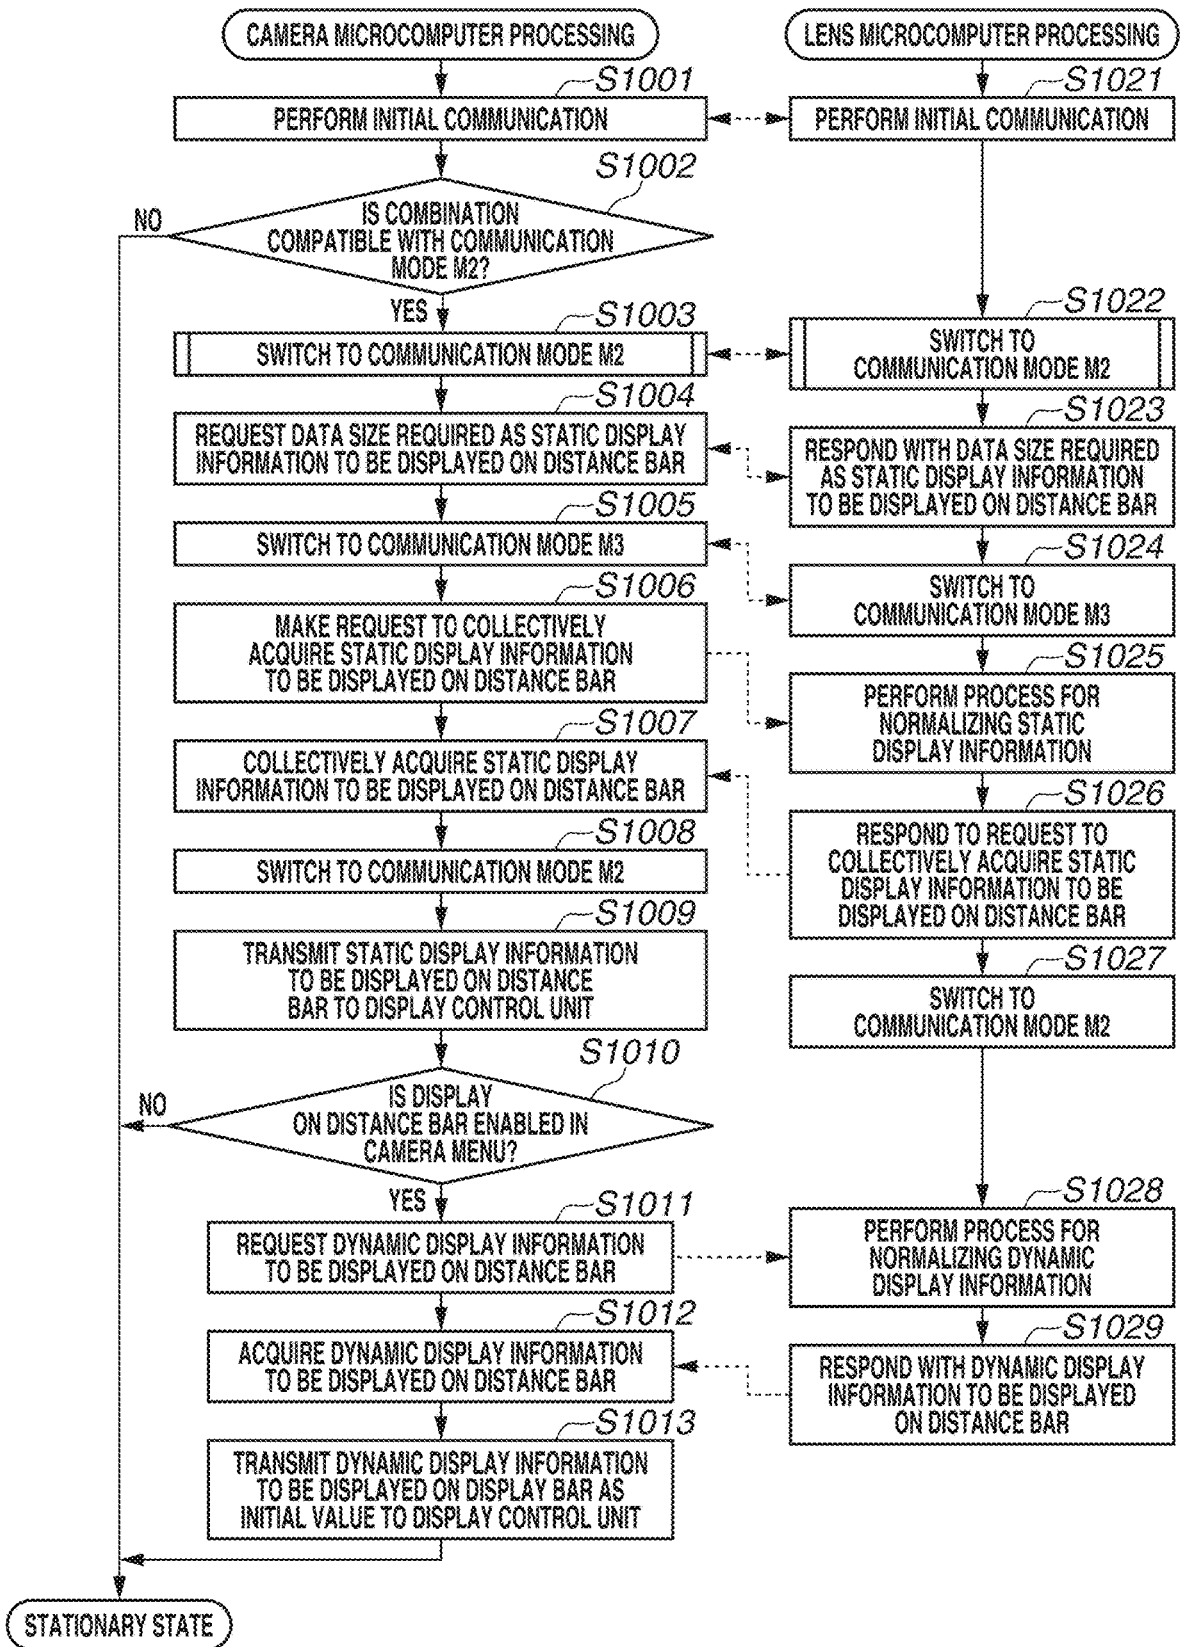 CAMERA MICROCOMPUTER PROCESSING
S1001
PERFORM INITIAL COMMUNICATION
S1002
IS COMBINATION
COMPATIBLE WITH COMMUNICATION
MODE M2?
NO
YES
S1003
SWITCH TO COMMUNICATION MODE M2
S1004
REQUEST DATA SIZE REQUIRED AS STATIC DISPLAY
INFORMATION TO BE DISPLAYED ON DISTANCE BAR
S1005
SWITCH TO COMMUNICATION MODE M3
S1006
MAKE REQUEST TO COLLECTIVELY
ACQUIRE STATIC DISPLAY INFORMATION
TO BE DISPLAYED ON DISTANCE BAR
S1007
COLLECTIVELY ACQUIRE STATIC DISPLAY
INFORMATION TO BE DISPLAYED ON DISTANCE BAR
S1008
SWITCH TO COMMUNICATION MODE M2
S1009
TRANSMIT STATIC DISPLAY INFORMATION
TO BE DISPLAYED ON DISTANCE
BAR TO DISPLAY CONTROL UNIT
S1010
IS DISPLAY
ON DISTANCE BAR ENABLED IN
CAMERA MENU?
NO
YES
S1011
REQUEST DYNAMIC DISPLAY INFORMATION
TO BE DISPLAYED ON DISTANCE BAR
S1012
ACQUIRE DYNAMIC DISPLAY INFORMATION
TO BE DISPLAYED ON DISTANCE BAR
S1013
TRANSMIT DYNAMIC DISPLAY INFORMATION
TO BE DISPLAYED ON DISPLAY BAR AS
INITIAL VALUE TO DISPLAY CONTROL UNIT
STATIONARY STATE
LENS MICROCOMPUTER PROCESSING
S1021
PERFORM INITIAL COMMUNICATION
S1022
SWITCH TO
COMMUNICATION MODE M2
S1023
RESPOND WITH DATA SIZE REQUIRED
AS STATIC DISPLAY INFORMATION
TO BE DISPLAYED ON DISTANCE BAR
S1024
SWITCH TO
COMMUNICATION MODE M3
S1025
PERFORM PROCESS FOR
NORMALIZING STATIC
DISPLAY INFORMATION
S1026
RESPOND TO REQUEST TO
COLLECTIVELY ACQUIRE STATIC
DISPLAY INFORMATION TO BE
DISPLAYED ON DISTANCE BAR
S1027
SWITCH TO
COMMUNICATION MODE M2
S1028
PERFORM PROCESS FOR
NORMALIZING DYNAMIC
DISPLAY INFORMATION
S1029
RESPOND WITH DYNAMIC DISPLAY
INFORMATION TO BE DISPLAYED
ON DISTANCE BAR